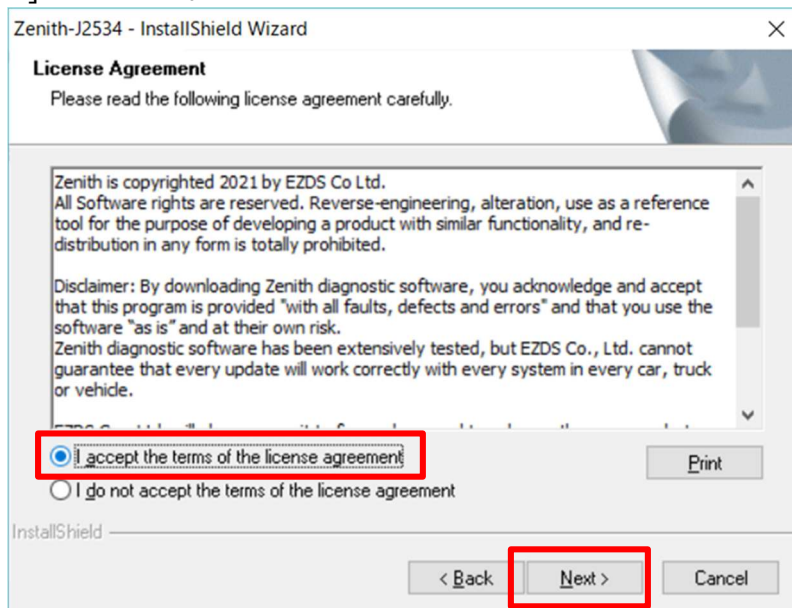 Zenith-J2534 - InstallShield Wizard
License Agreement
Please read the following license agreement carefully.
Zenith is copyrighted 2021 by EZDS Co Ltd.
All Software rights are reserved. Reverse-engineering, alteration, use as a reference
tool for the purpose of developing a product with similar functionality, and re-
distribution in any form is totally prohibited.
Disclaimer: By downloading Zenith diagnostic software, you acknowledge and accept
that this program is provided "with all faults, defects and errors" and that you use the
software "as is" and at their own risk.
Zenith diagnostic software has been extensively tested, but EZDS Co., Ltd. cannot
guarantee that every update will work correctly with every system in every car, truck
or vehicle.
I accept the terms of the license agreement
Print
I do not accept the terms of the license agreement
InstallShield
< Back
Next >
Cancel